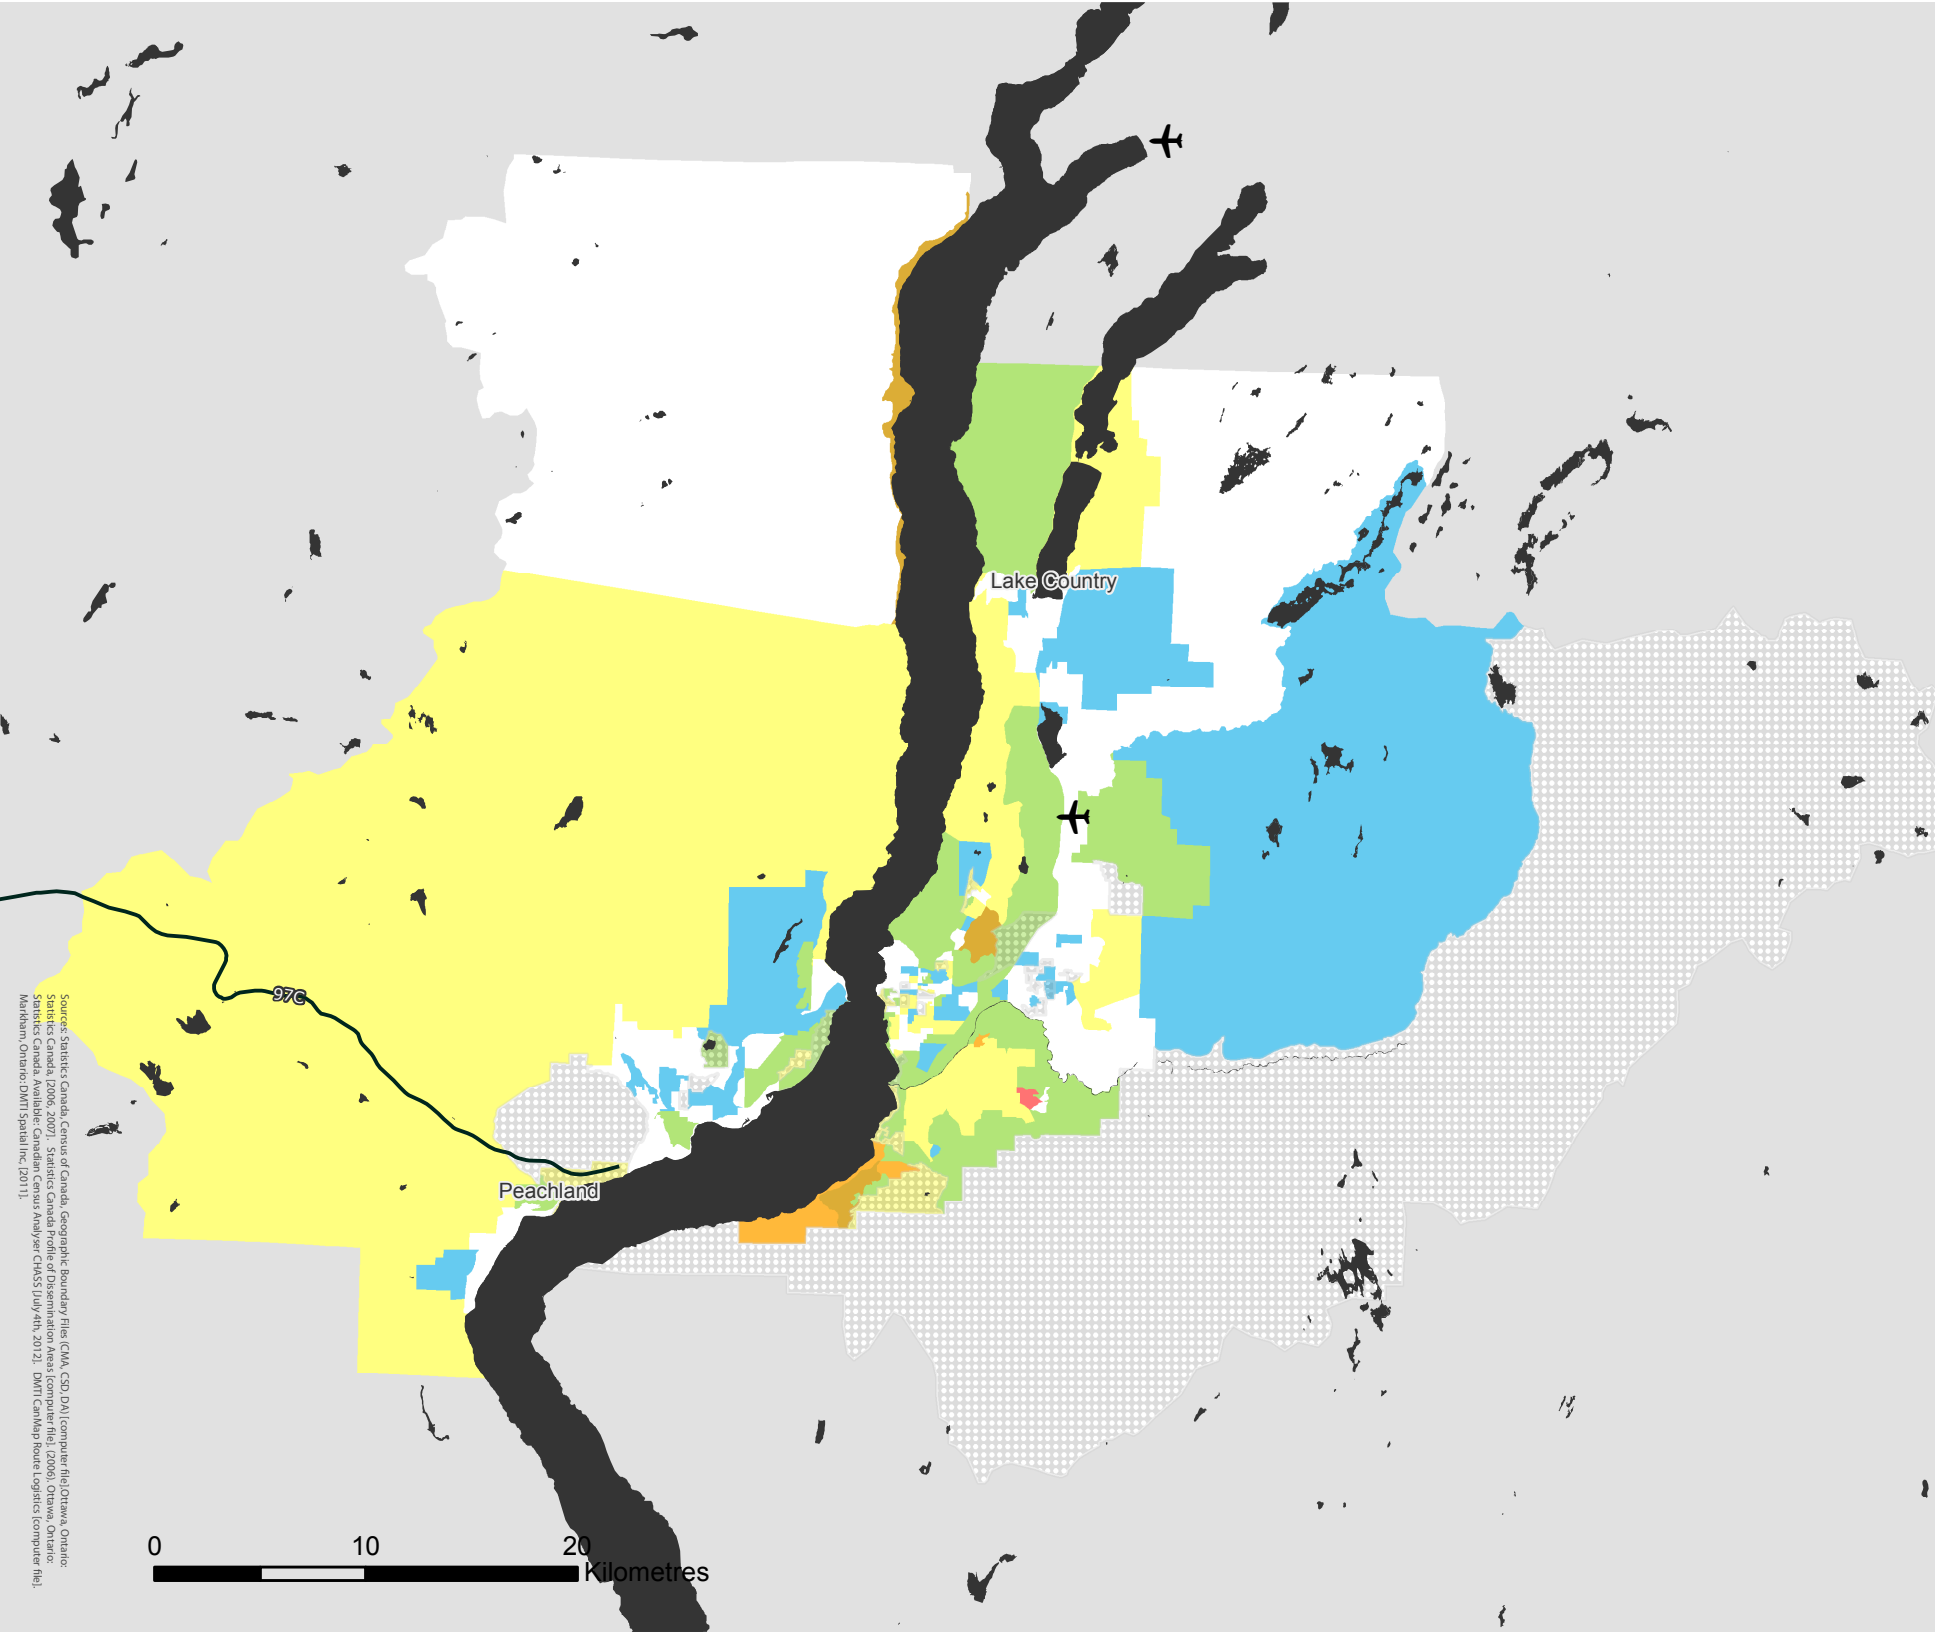 Lake Country
97C
Peachland
0 10 20
Kilometres
Sources: Statistics Canada, Census of Canada, Geographic Boundary Files (CMA, CSD, DA) [computer file].Ottawa, Ontario:
Statistics Canada, [2006, 2007]. Statistics Canada Profile of Dissemination Areas [computer file]. (2006). Ottawa, Ontario:
Statistics Canada. Available: Canadian Census Analyser CHASS [July 4th, 2012]. DMTI CanMap Route Logistics [computer file].
Markham, Ontario: DMTI Spatial Inc, [2011].